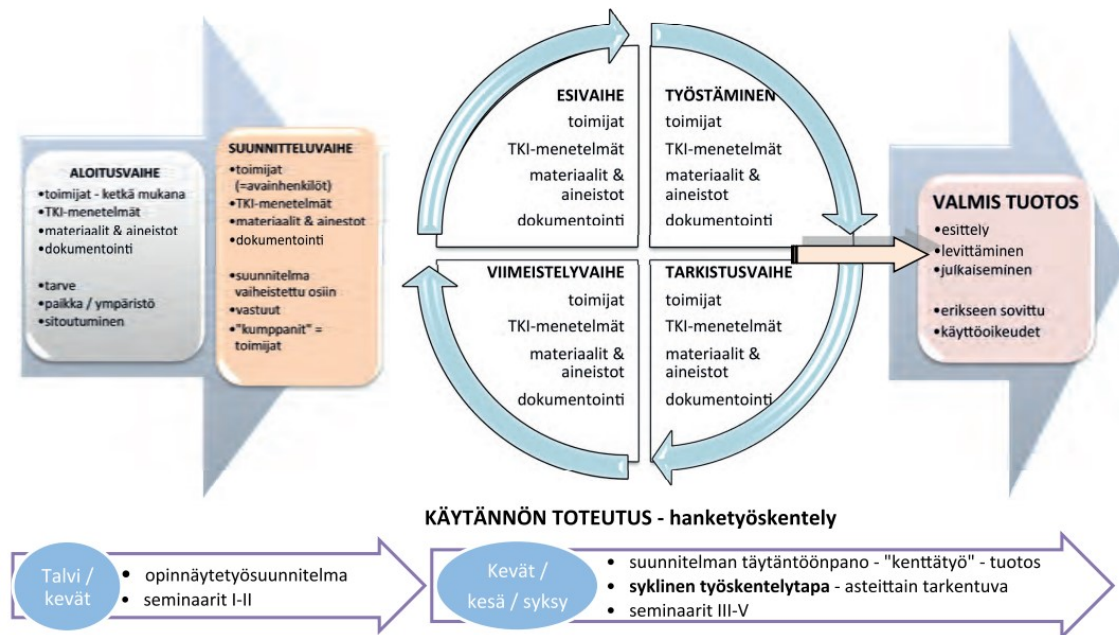 ALOITUSVAIHE
•toimijat - ketkä mukana
•TKI-menetelmät
•materiaalit & aineistot
•dokumentointi
•tarve
•paikka / ympäristö
•sitoutuminen
SUUNNITTELUVAIHE
•toimijat
(=avainhenkilöt)
•TKI-menetelmät
•materiaalit & ainestot
•dokumentointi
•suunnitelma
vaiheistettu osiin
•vastuut
•"kumppanit" =
toimijat
ESIVAIHE
toimijat
TKI-menetelmät
materiaalit &
aineistot
dokumentointi
TYÖSTÄMINEN
toimijat
TKI-menetelmät
materiaalit &
aineistot
dokumentointi
VIIMEISTELYVAIHE
toimijat
TKI-menetelmät
materiaalit &
aineistot
dokumentointi
TARKISTUSVAIHE
toimijat
TKI-menetelmät
materiaalit &
aineistot
dokumentointi
VALMIS TUOTOS
•esittely
•levittäminen
•julkaiseminen
•erikseen sovittu
•käyttöoikeudet
KÄYTÄNNÖN TOTEUTUS - hanketyöskentely
Talvi /
kevät
• opinnäytetyösuunnitelma
• seminaarit I-II
Kevät /
kesä / syksy
• suunnitelman täytäntöönpano - "kenttätyö" - tuotos
• syklinen työskentelytapa - asteittain tarkentuva
• seminaarit III-V